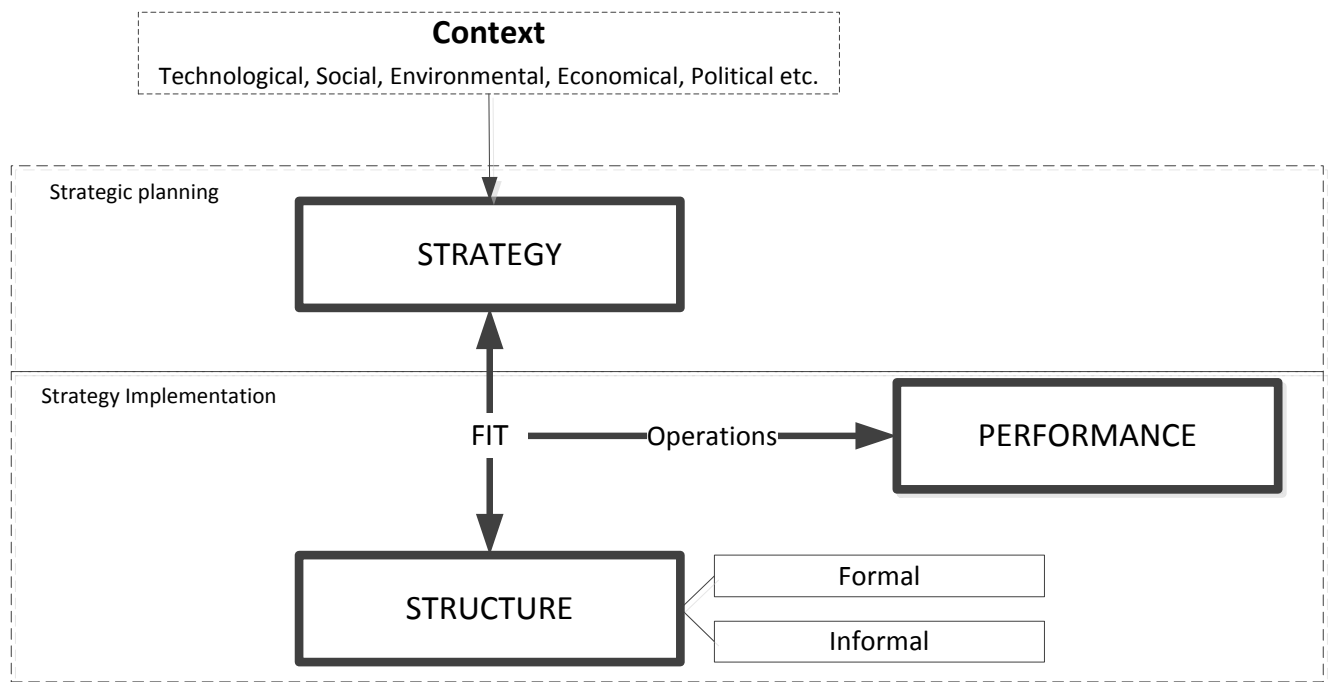 Context
Technological, Social, Environmental, Economical, Political etc.
Strategic planning
STRATEGY
Strategy Implementation
FIT
Operations
PERFORMANCE
STRUCTURE
Formal
Informal